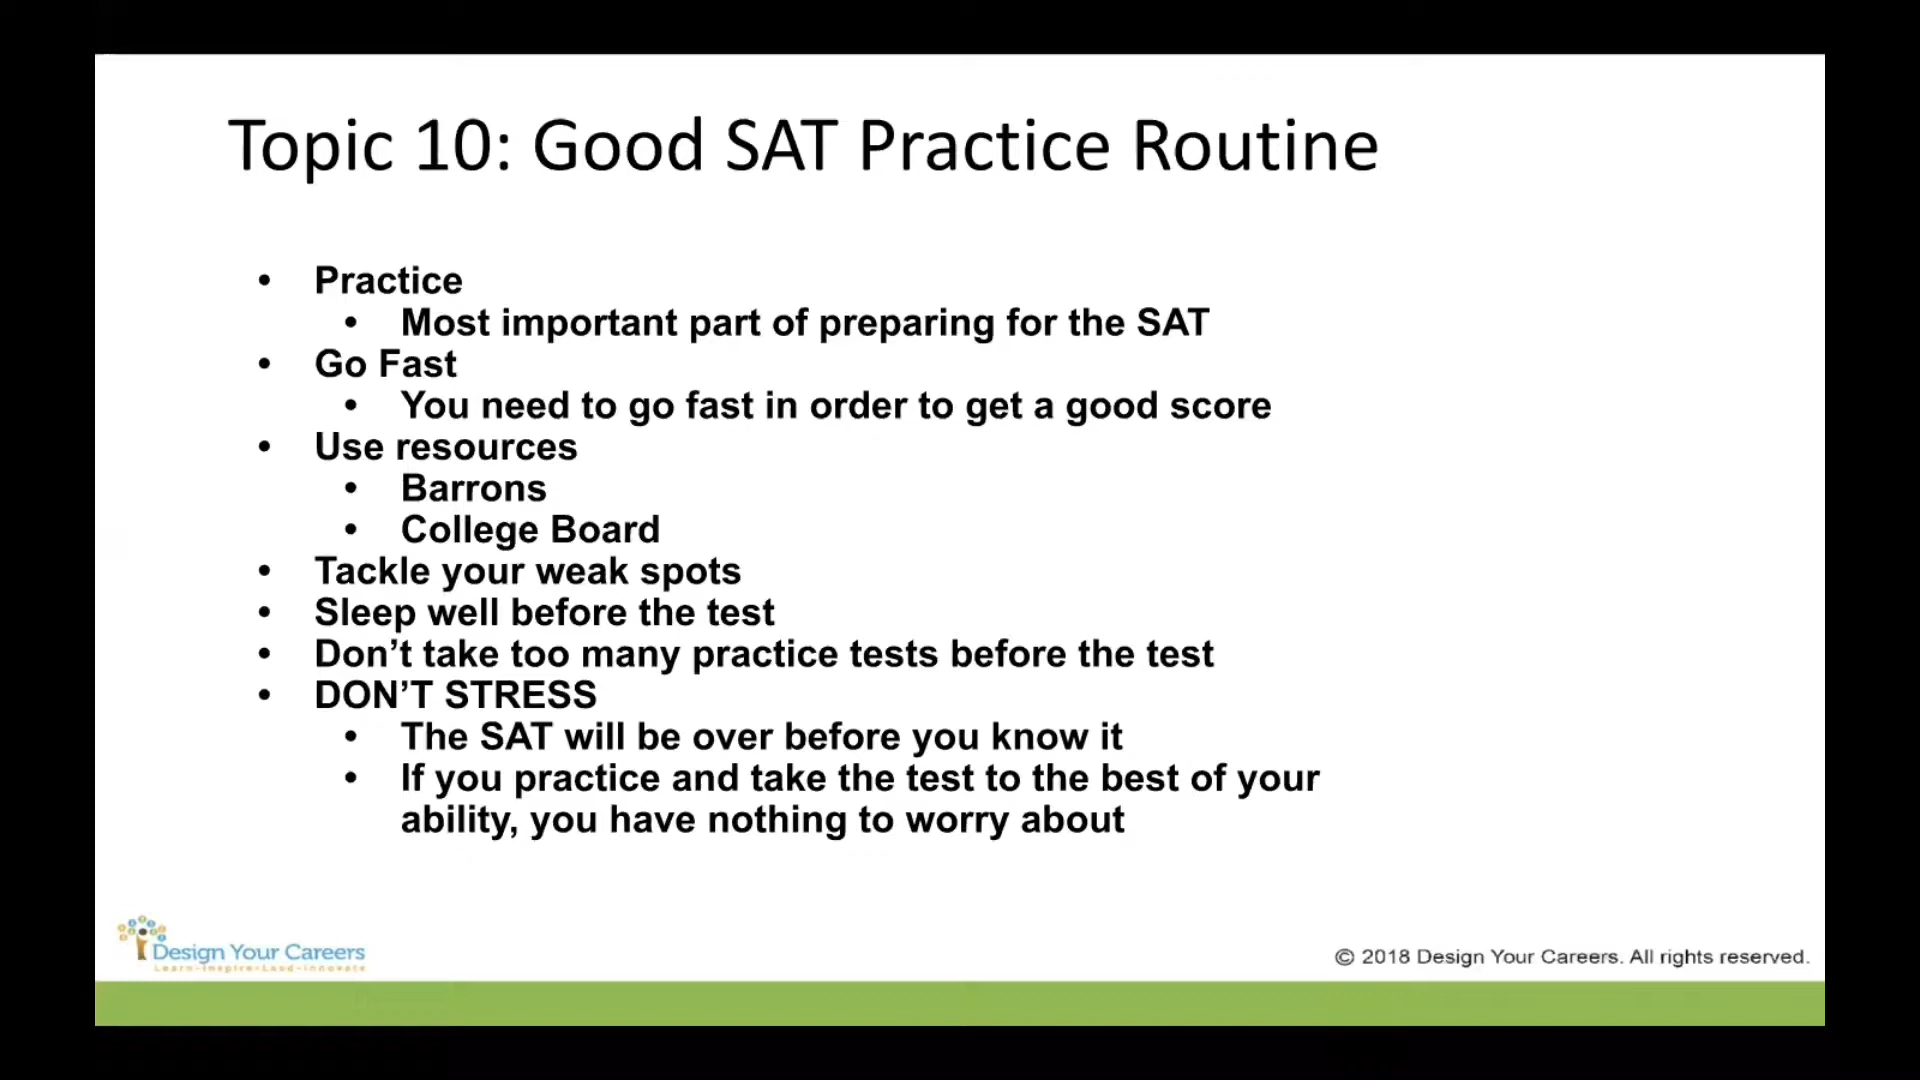 Topic 10: Good SAT Practice Routine
• Practice
• Most important part of preparing for the SAT
• Go Fast
• You need to go fast in order to get a good score
• Use resources
• Barrons
• College Board
• Tackle your weak spots
• Sleep well before the test
• Don’t take too many practice tests before the test
• DON’T STRESS
• The SAT will be over before you know it
• If you practice and take the test to the best of your
ability, you have nothing to worry about
Design Your Careers
Learn-Inspire-Lead-Innovate
© 2018 Design Your Careers. All rights reserved.